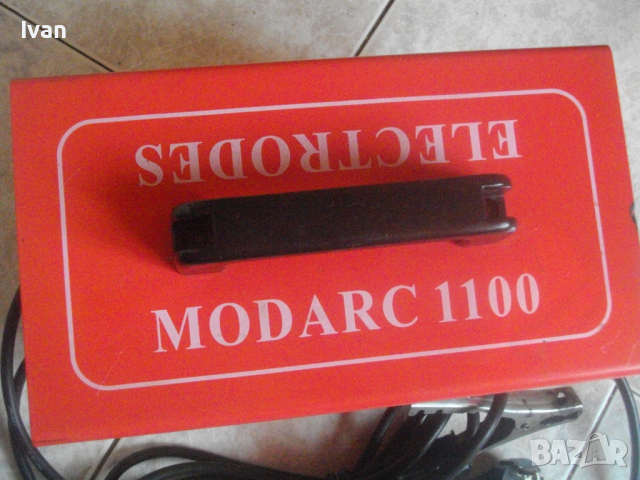 Ivan
ELECTRODES
MODARC 1100
BAZAR